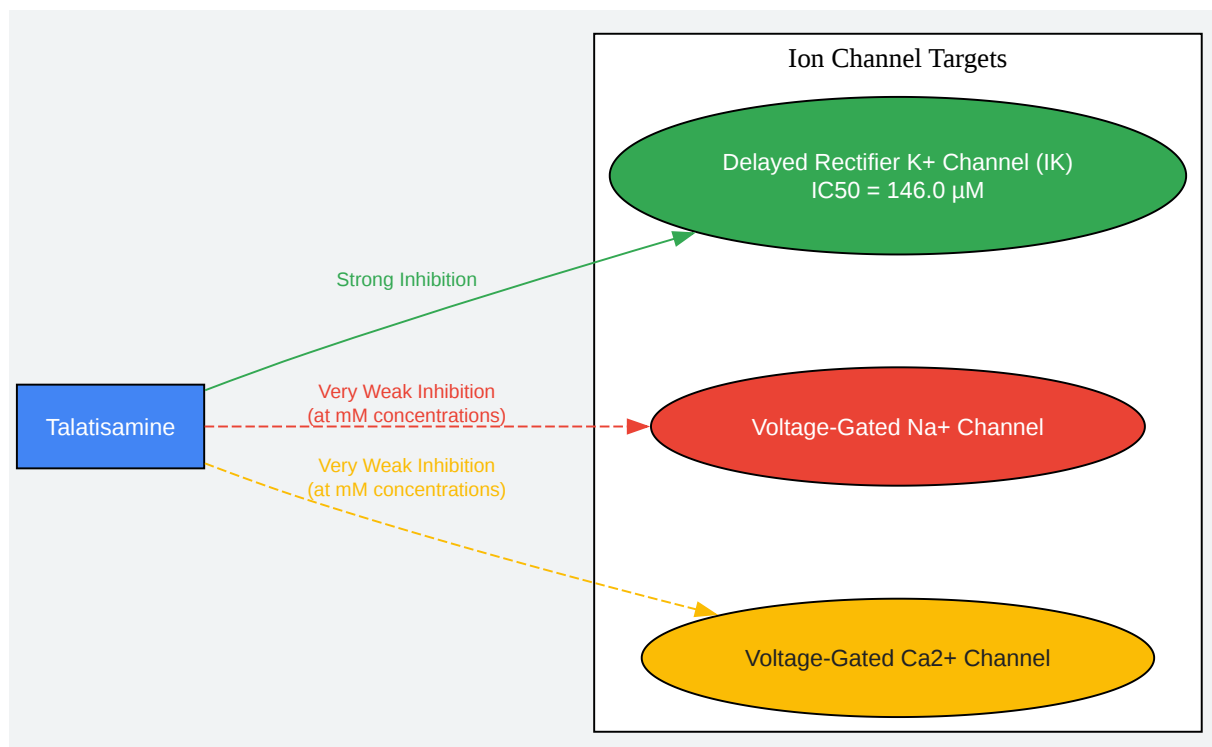 Ion Channel Targets
Delayed Rectifier K+ Channel (IK)
IC50 = 146.0 µM
Strong Inhibition
Very Weak Inhibition
(at mM concentrations)
Talatisamine
Voltage-Gated Na+ Channel
Very Weak Inhibition
(at mM concentrations)
Voltage-Gated Ca2+ Channel